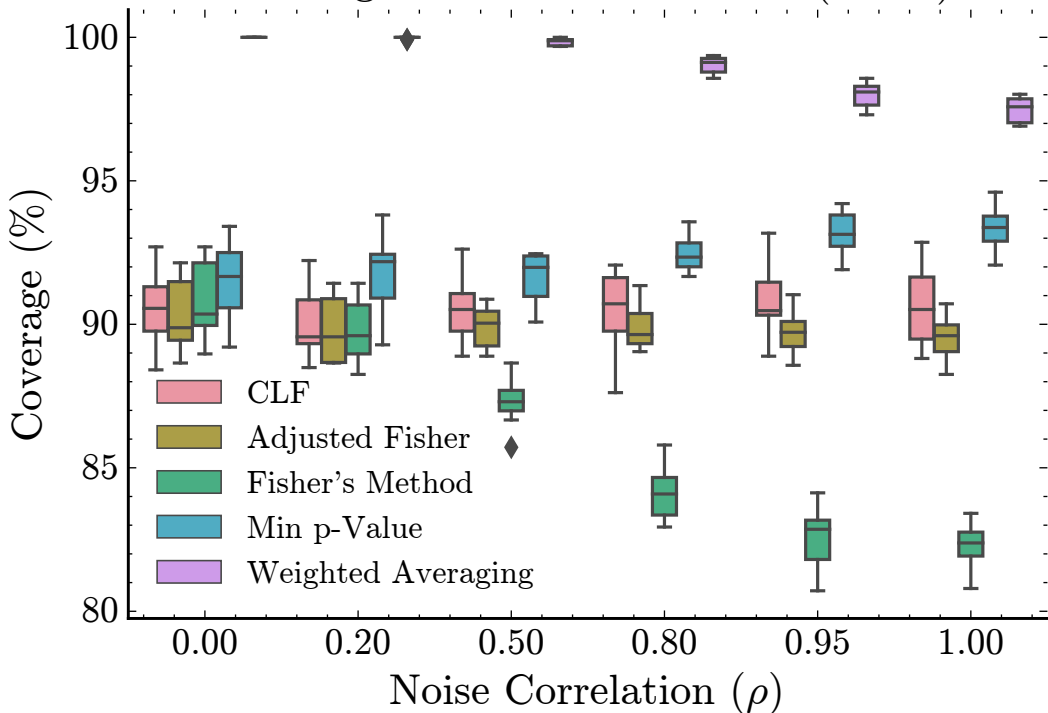 100
95
90
85
80
Coverage (%)
CLF
Adjusted Fisher
Fisher's Method
Min p-Value
Weighted Averaging
0.00 0.20 0.50 0.80 0.95 1.00
Noise Correlation (ρ)